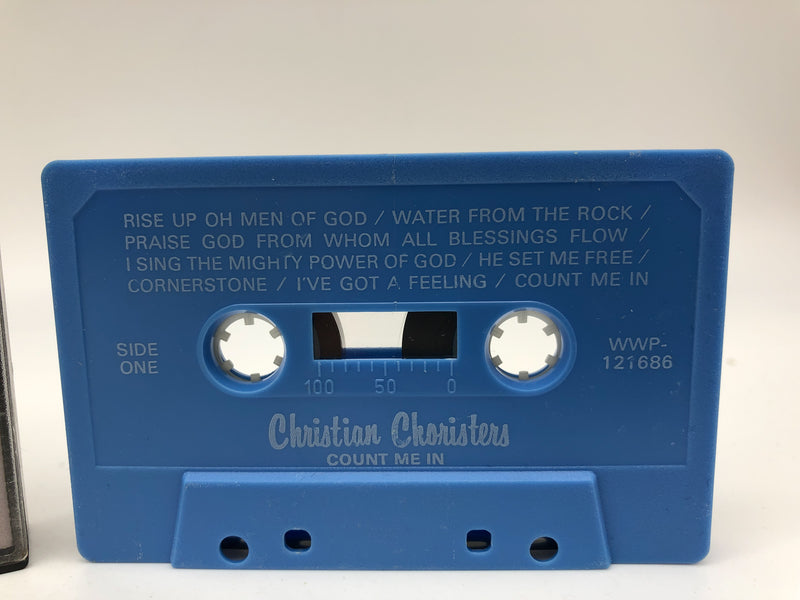 RISE UP OH MEN OF GOD / WATER FROM THE ROCK /
PRAISE GOD FROM WHOM ALL BLESSINGS FLOW /
I SING THE MIGHTY POWER OF GOD / HE SET ME FREE /
CORNERSTONE / I'VE GOT A FEELING / COUNT ME IN
SIDE
ONE
WWP-
121686
100 50 0
Christian Choristers
COUNT ME IN